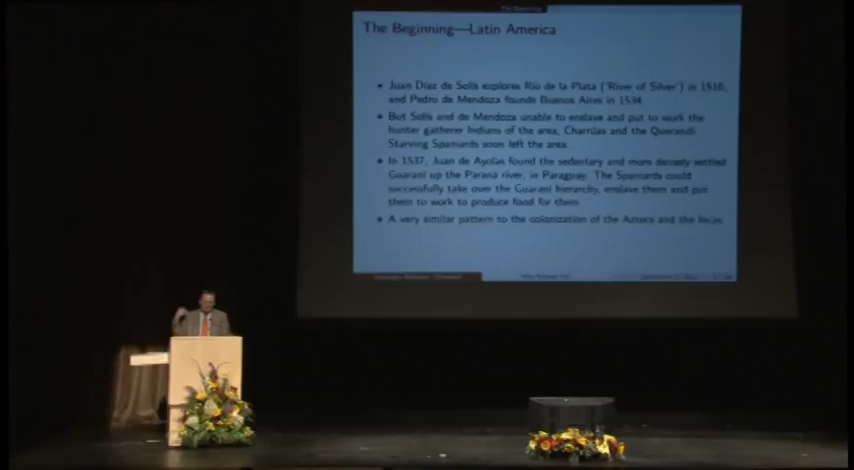 The Beginning—Latin America
• Juan Díaz de Solís explores Río de la Plata ('River of Silver') in 1516,
and Pedro de Mendoza founds Buenos Aires in 1534.
• But Solís and de Mendoza unable to enslave and put to work the
hunter gatherer Indians of the area, Charrúas and the Querandí.
Starving Spaniards soon left the area.
• In 1537, Juan de Ayolas found the sedentary and more densely settled
Guaraní up the Paraná river, in Paraguay. The Spaniards could
successfully take over the Guaraní hierarchy, enslave them and put
them to work to produce food for them.
• A very similar pattern to the colonization of the Aztecs and the Incas.